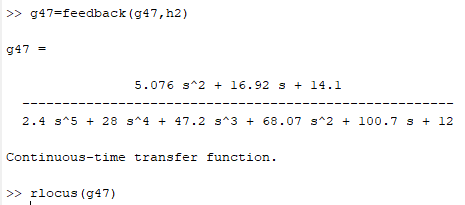 >> g47=feedback(g47,h2)
g47 =
5.076 s^2 + 16.92 s + 14.1
-----------------------------------------------------
2.4 s^5 + 28 s^4 + 47.2 s^3 + 68.07 s^2 + 100.7 s + 12
Continuous-time transfer function.
>> rlocus(g47)